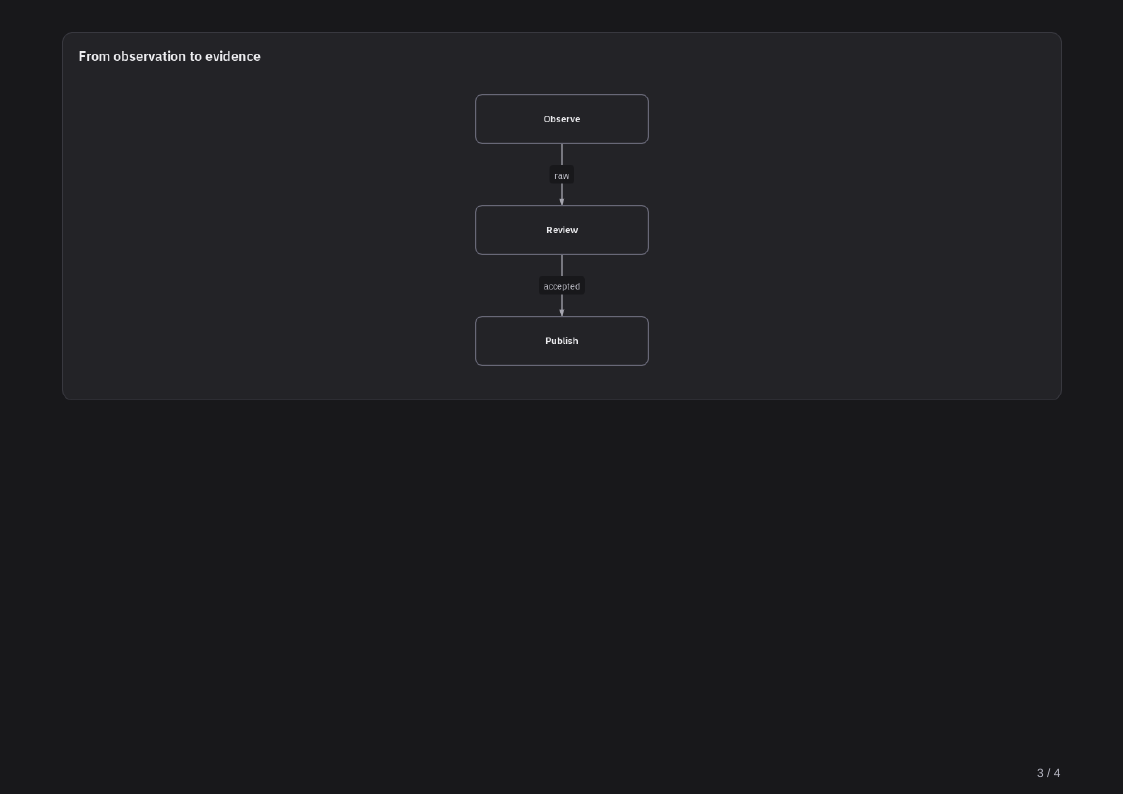 From observation to evidence
Observe
raw
Review
accepted
Publish
3 / 4